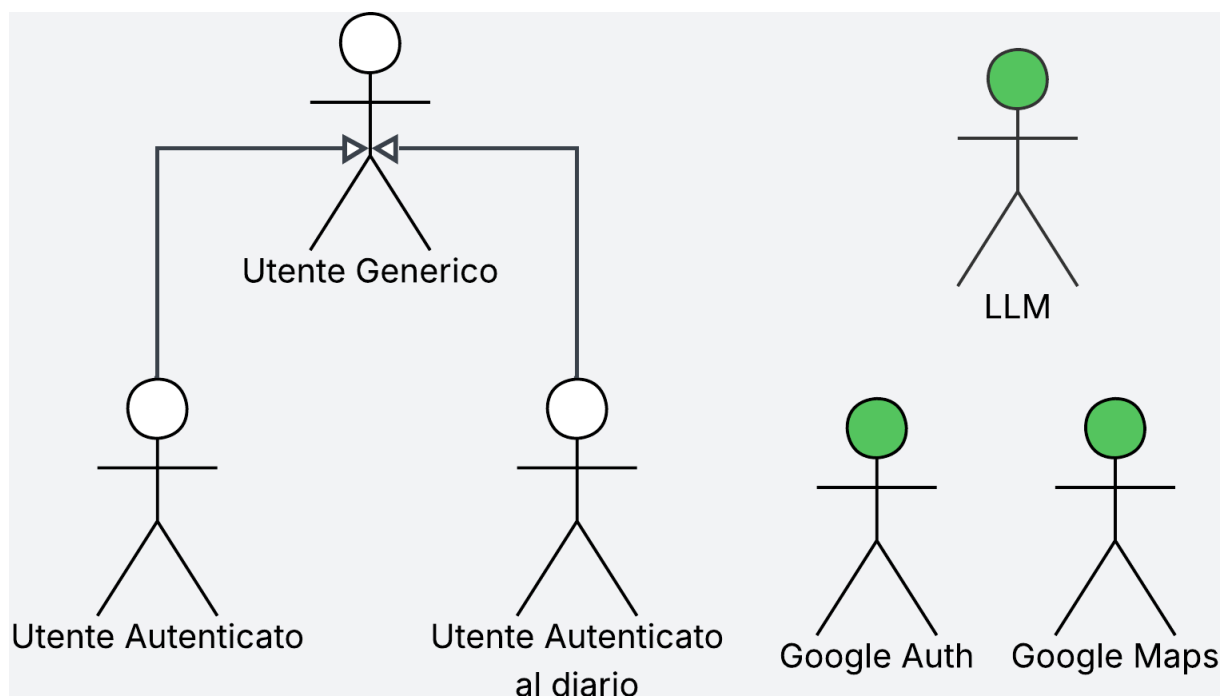 Utente Generico
LLM
Utente Autenticato
Utente Autenticato
al diario
Google Auth
Google Maps